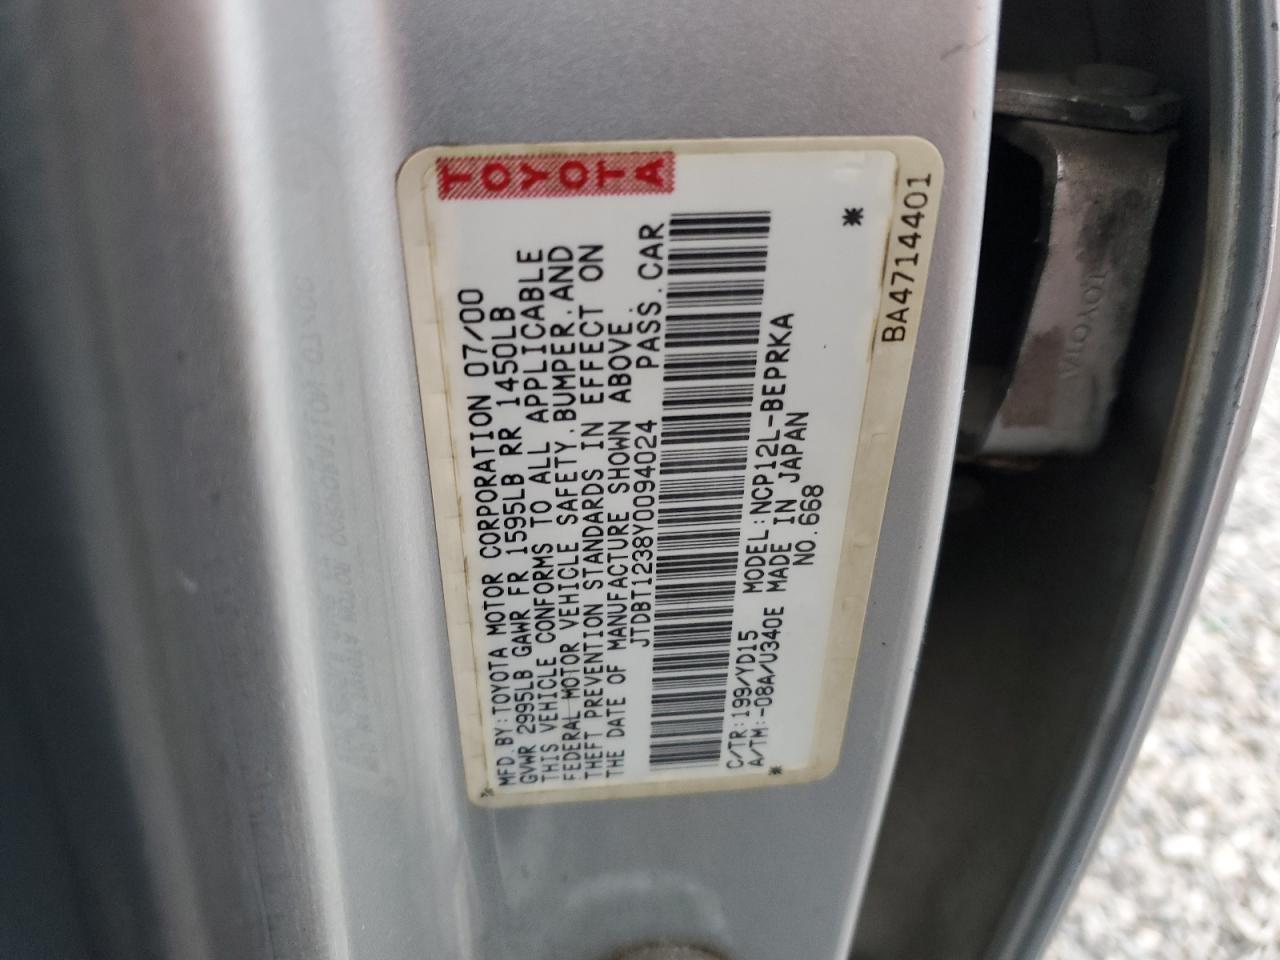 TOYOTA
MFD.BY:TOYOTA MOTOR CORPORATION 07/00
GVWR 2995LB GAWR FR 1595LB RR 1450LB
THIS VEHICLE CONFORMS TO ALL APPLICABLE
FEDERAL MOTOR VEHICLE SAFETY,BUMPER,AND
THEFT PREVENTION STANDARDS IN EFFECT ON
THE DATE OF MANUFACTURE SHOWN ABOVE.
JTDBT1238Y0094024 PASS.CAR
C/TR:199/YD15 MODEL:NCP12L-BEPRKA
A/TM:-08A/U340E MADE IN JAPAN
NO.668
BA4714401
TOYOTA